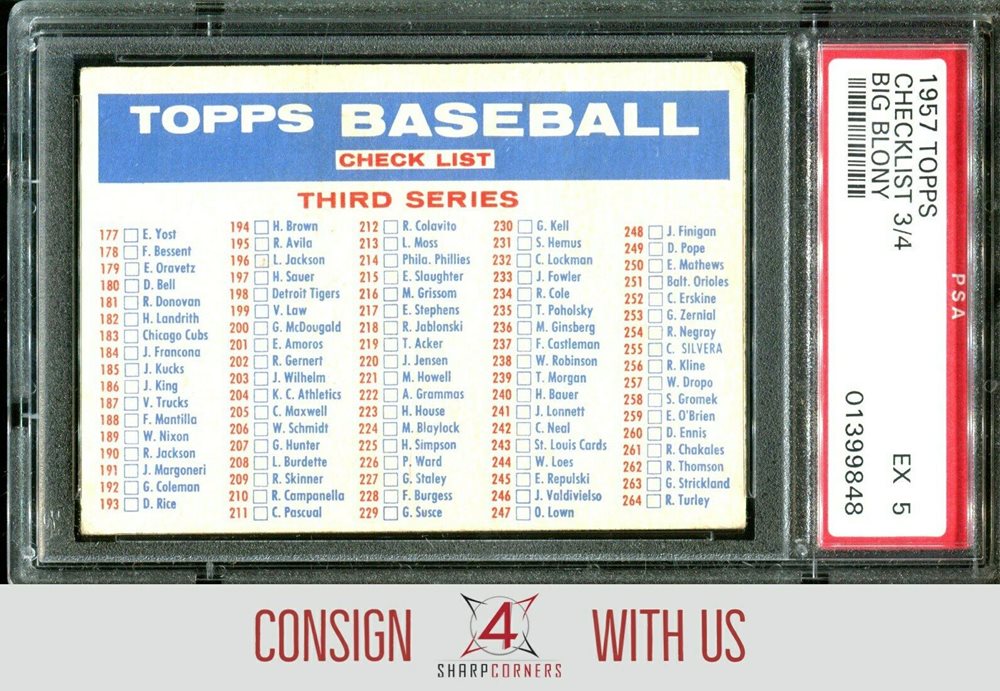 TOPPS BASEBALL
CHECK LIST
THIRD SERIES
177 E. Yost
178 F. Bessent
179 E. Oravetz
180 D. Bell
181 R. Donovan
182 H. Landrith
183 Chicago Cubs
184 J. Francona
185 J. Kucks
186 J. King
187 V. Trucks
188 F. Mantilla
189 W. Nixon
190 R. Jackson
191 J. Margoneri
192 G. Coleman
193 D. Rice
194 H. Brown
195 R. Avila
196 L. Jackson
197 H. Sauer
198 Detroit Tigers
199 V. Law
200 G. McDougald
201 E. Amoros
202 R. Gernert
203 J. Wilhelm
204 K. C. Athletics
205 C. Maxwell
206 W. Schmidt
207 G. Hunter
208 L. Burdette
209 R. Skinner
210 R. Campanella
211 C. Pascual
212 R. Colavito
213 L. Moss
214 Phila. Phillies
215 E. Slaughter
216 M. Grissom
217 E. Stephens
218 R. Jablonski
219 T. Acker
220 J. Jensen
221 M. Howell
222 A. Grammas
223 H. House
224 M. Blaylock
225 H. Simpson
226 P. Ward
227 G. Staley
228 F. Burgess
229 G. Susce
230 G. Kell
231 S. Hemus
232 C. Lockman
233 J. Fowler
234 R. Cole
235 T. Poholsky
236 M. Ginsberg
237 F. Castleman
238 W. Robinson
239 T. Morgan
240 H. Bauer
241 J. Lonnett
242 C. Neal
243 St. Louis Cards
244 W. Loes
245 E. Repulski
246 J. Valdivielso
247 O. Lown
248 J. Finigan
249 D. Pope
250 E. Mathews
251 Balt. Orioles
252 C. Erskine
253 G. Zernial
254 R. Negray
255 C. SILVERA
256 R. Kline
257 W. Dropo
258 S. Gromek
259 E. O'Brien
260 D. Ennis
261 R. Chakales
262 R. Thomson
263 G. Strickland
264 R. Turley
1957 TOPPS
CHECKLIST 3/4
BIG BLONY
EX 5
01399848
PSA
CONSIGN 4 WITH US
SHARPCORNERS